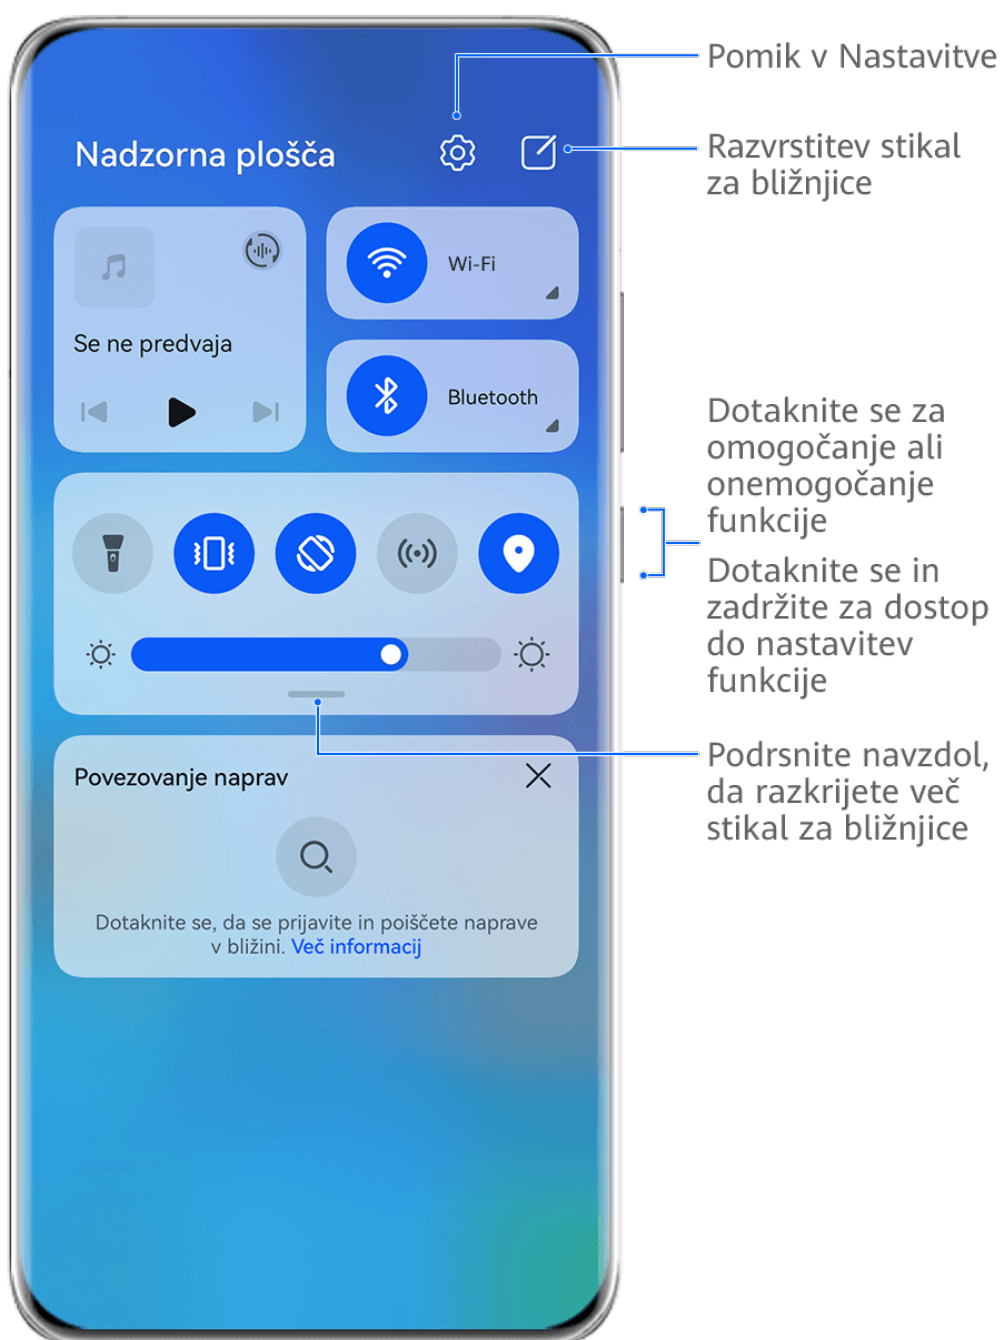 Pomik v Nastavitve
Nadzorna plošča
Razvrstitev stikal
za bližnjice
Wi-Fi
Se ne predvaja
Bluetooth
Dotaknite se za
omogočanje ali
onemogočanje
funkcije
Dotaknite se in
zadržite za dostop
do nastavitev
funkcije
Podrsnite navzdol,
da razkrijete več
stikal za bližnjice
Povezovanje naprav
Dotaknite se, da se prijavite in poiščete naprave
v bližini. Več informacij